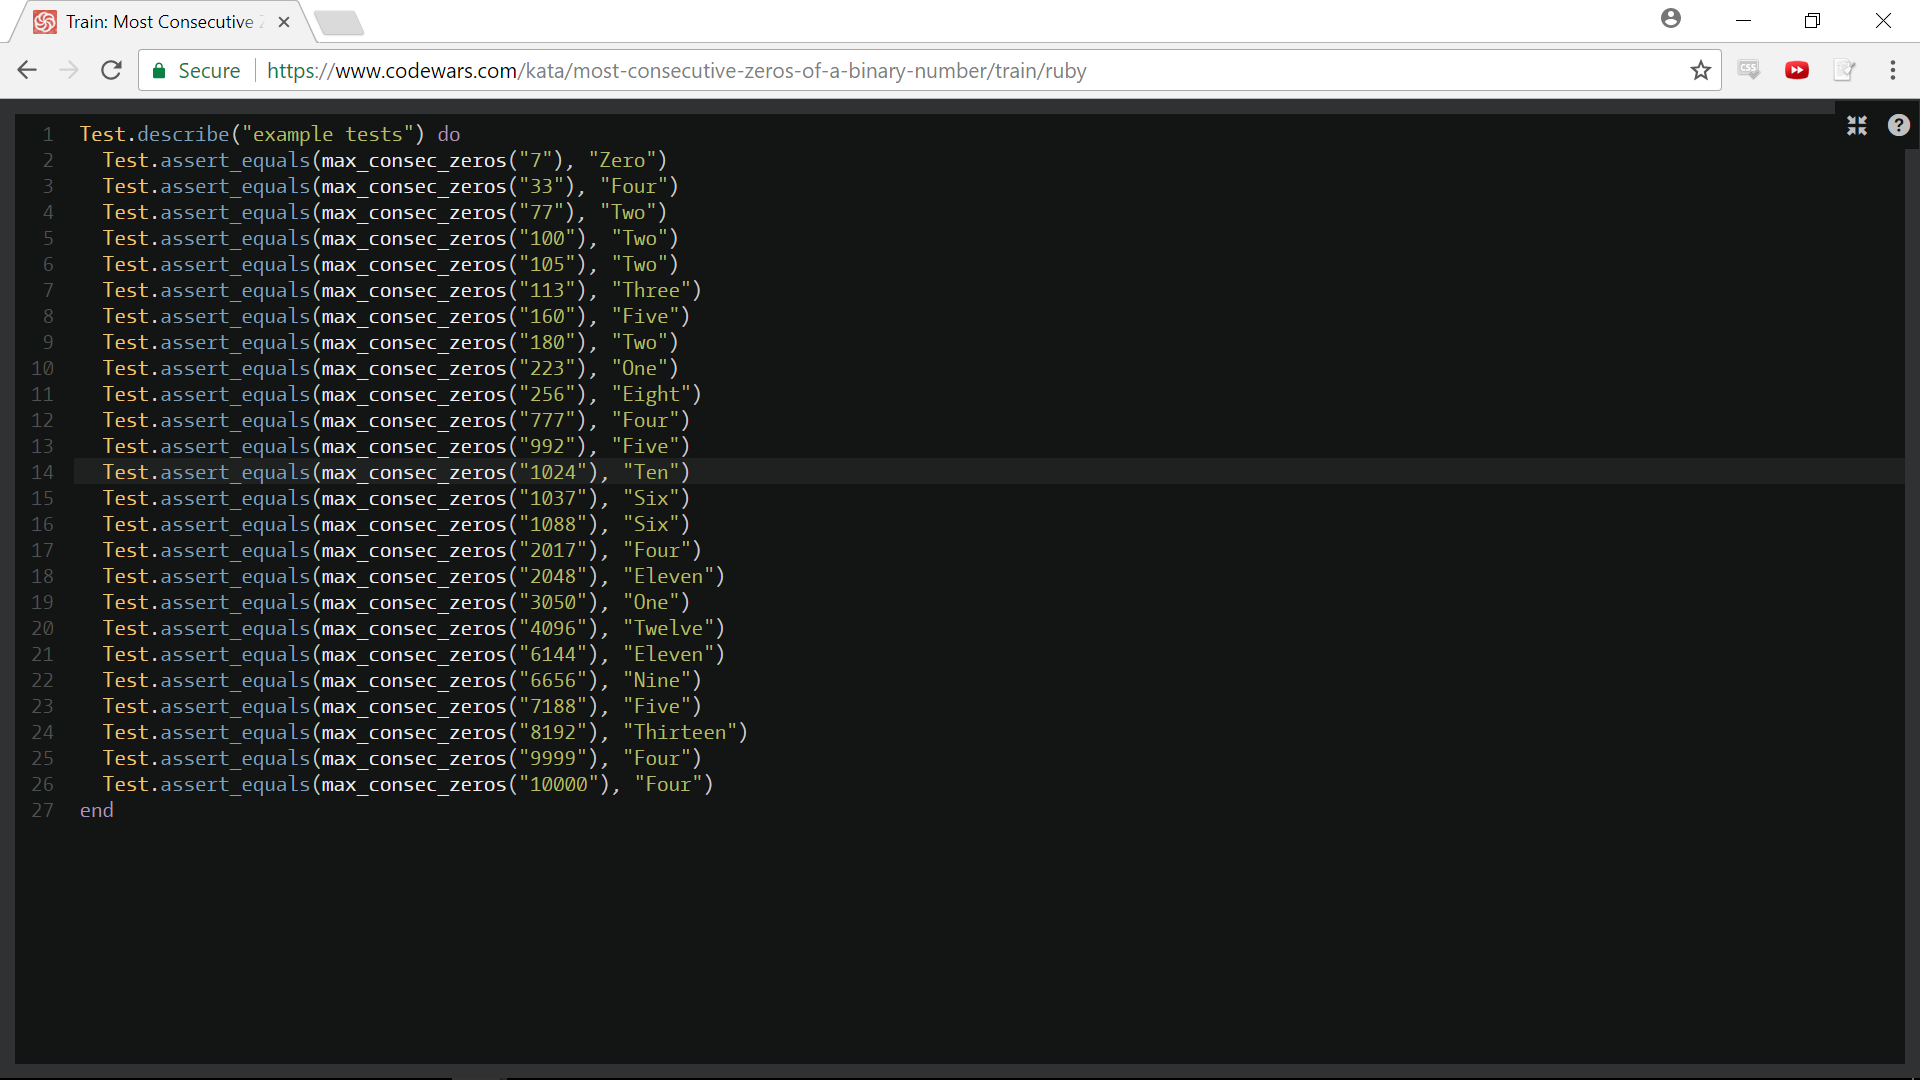 Train: Most Consecutive
Secure
https://www.codewars.com/kata/most-consecutive-zeros-of-a-binary-number/train/ruby
css
?
1 Test.describe("example tests") do
2 Test.assert_equals(max_consec_zeros("7"), "Zero")
3 Test.assert_equals(max_consec_zeros("33"), "Four")
4 Test.assert_equals(max_consec_zeros("77"), "Two")
5 Test.assert_equals(max_consec_zeros("100"), "Two")
6 Test.assert_equals(max_consec_zeros("105"), "Two")
7 Test.assert_equals(max_consec_zeros("113"), "Three")
8 Test.assert_equals(max_consec_zeros("160"), "Five")
9 Test.assert_equals(max_consec_zeros("180"), "Two")
10 Test.assert_equals(max_consec_zeros("223"), "One")
11 Test.assert_equals(max_consec_zeros("256"), "Eight")
12 Test.assert_equals(max_consec_zeros("777"), "Four")
13 Test.assert_equals(max_consec_zeros("992"), "Five")
14 Test.assert_equals(max_consec_zeros("1024"), "Ten")
15 Test.assert_equals(max_consec_zeros("1037"), "Six")
16 Test.assert_equals(max_consec_zeros("1088"), "Six")
17 Test.assert_equals(max_consec_zeros("2017"), "Four")
18 Test.assert_equals(max_consec_zeros("2048"), "Eleven")
19 Test.assert_equals(max_consec_zeros("3050"), "One")
20 Test.assert_equals(max_consec_zeros("4096"), "Twelve")
21 Test.assert_equals(max_consec_zeros("6144"), "Eleven")
22 Test.assert_equals(max_consec_zeros("6656"), "Nine")
23 Test.assert_equals(max_consec_zeros("7188"), "Five")
24 Test.assert_equals(max_consec_zeros("8192"), "Thirteen")
25 Test.assert_equals(max_consec_zeros("9999"), "Four")
26 Test.assert_equals(max_consec_zeros("10000"), "Four")
27 end